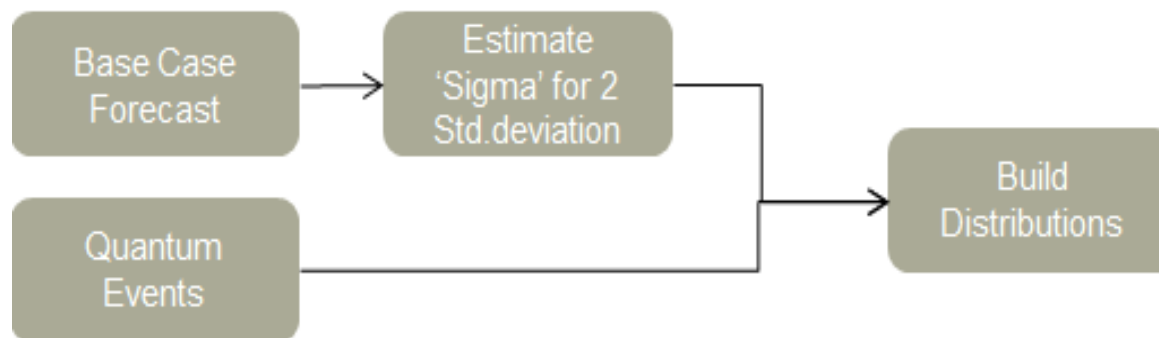 Base Case
Forecast
Estimate
‘Sigma’ for 2
Std.deviation
Quantum
Events
Build
Distributions